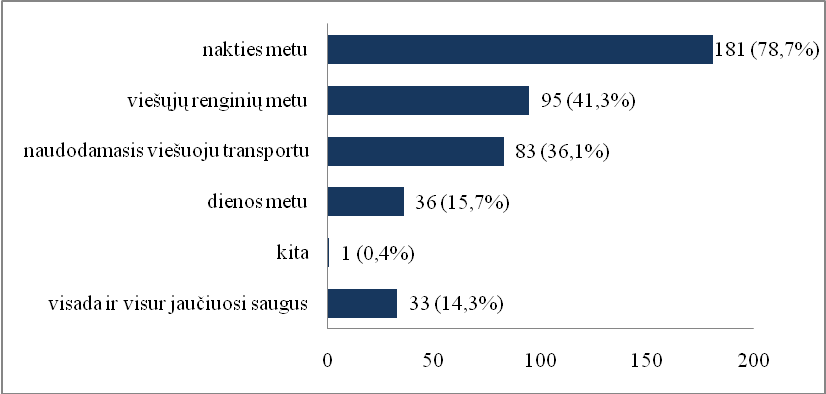 nakties metu 181 (78,7%)
viešųjų renginių metu 95 (41,3%)
naudodamasis viešuoju transportu 83 (36,1%)
dienos metu 36 (15,7%)
kita 1 (0,4%)
visada ir visur jaučiuosi saugus 33 (14,3%)
0 50 100 150 200